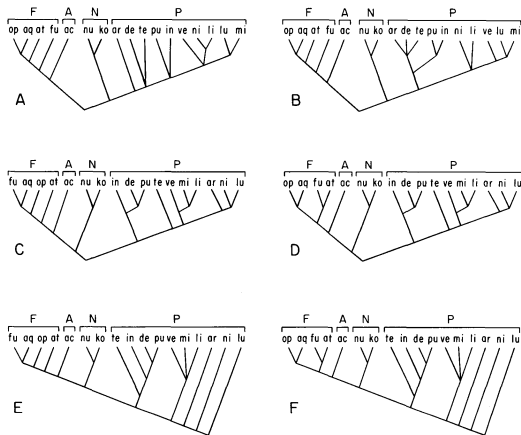 F A N P
op aq at fu ac nu ko ar de te pu in ve ni li lu mi
A
F A N P
op aq at fu ac nu ko ar de te pu in ni li ve lu mi
B
F A N P
fu aq op at ac nu ko in de pu te ve mi li ar ni lu
C
F A N P
op aq fu at ac nu ko in de pu te ve mi li ar ni lu
D
F A N P
fu aq op at ac nu ko te in de pu ve mi li ar ni lu
E
F A N P
op aq fu at ac nu ko te in de pu ve mi li ar ni lu
F